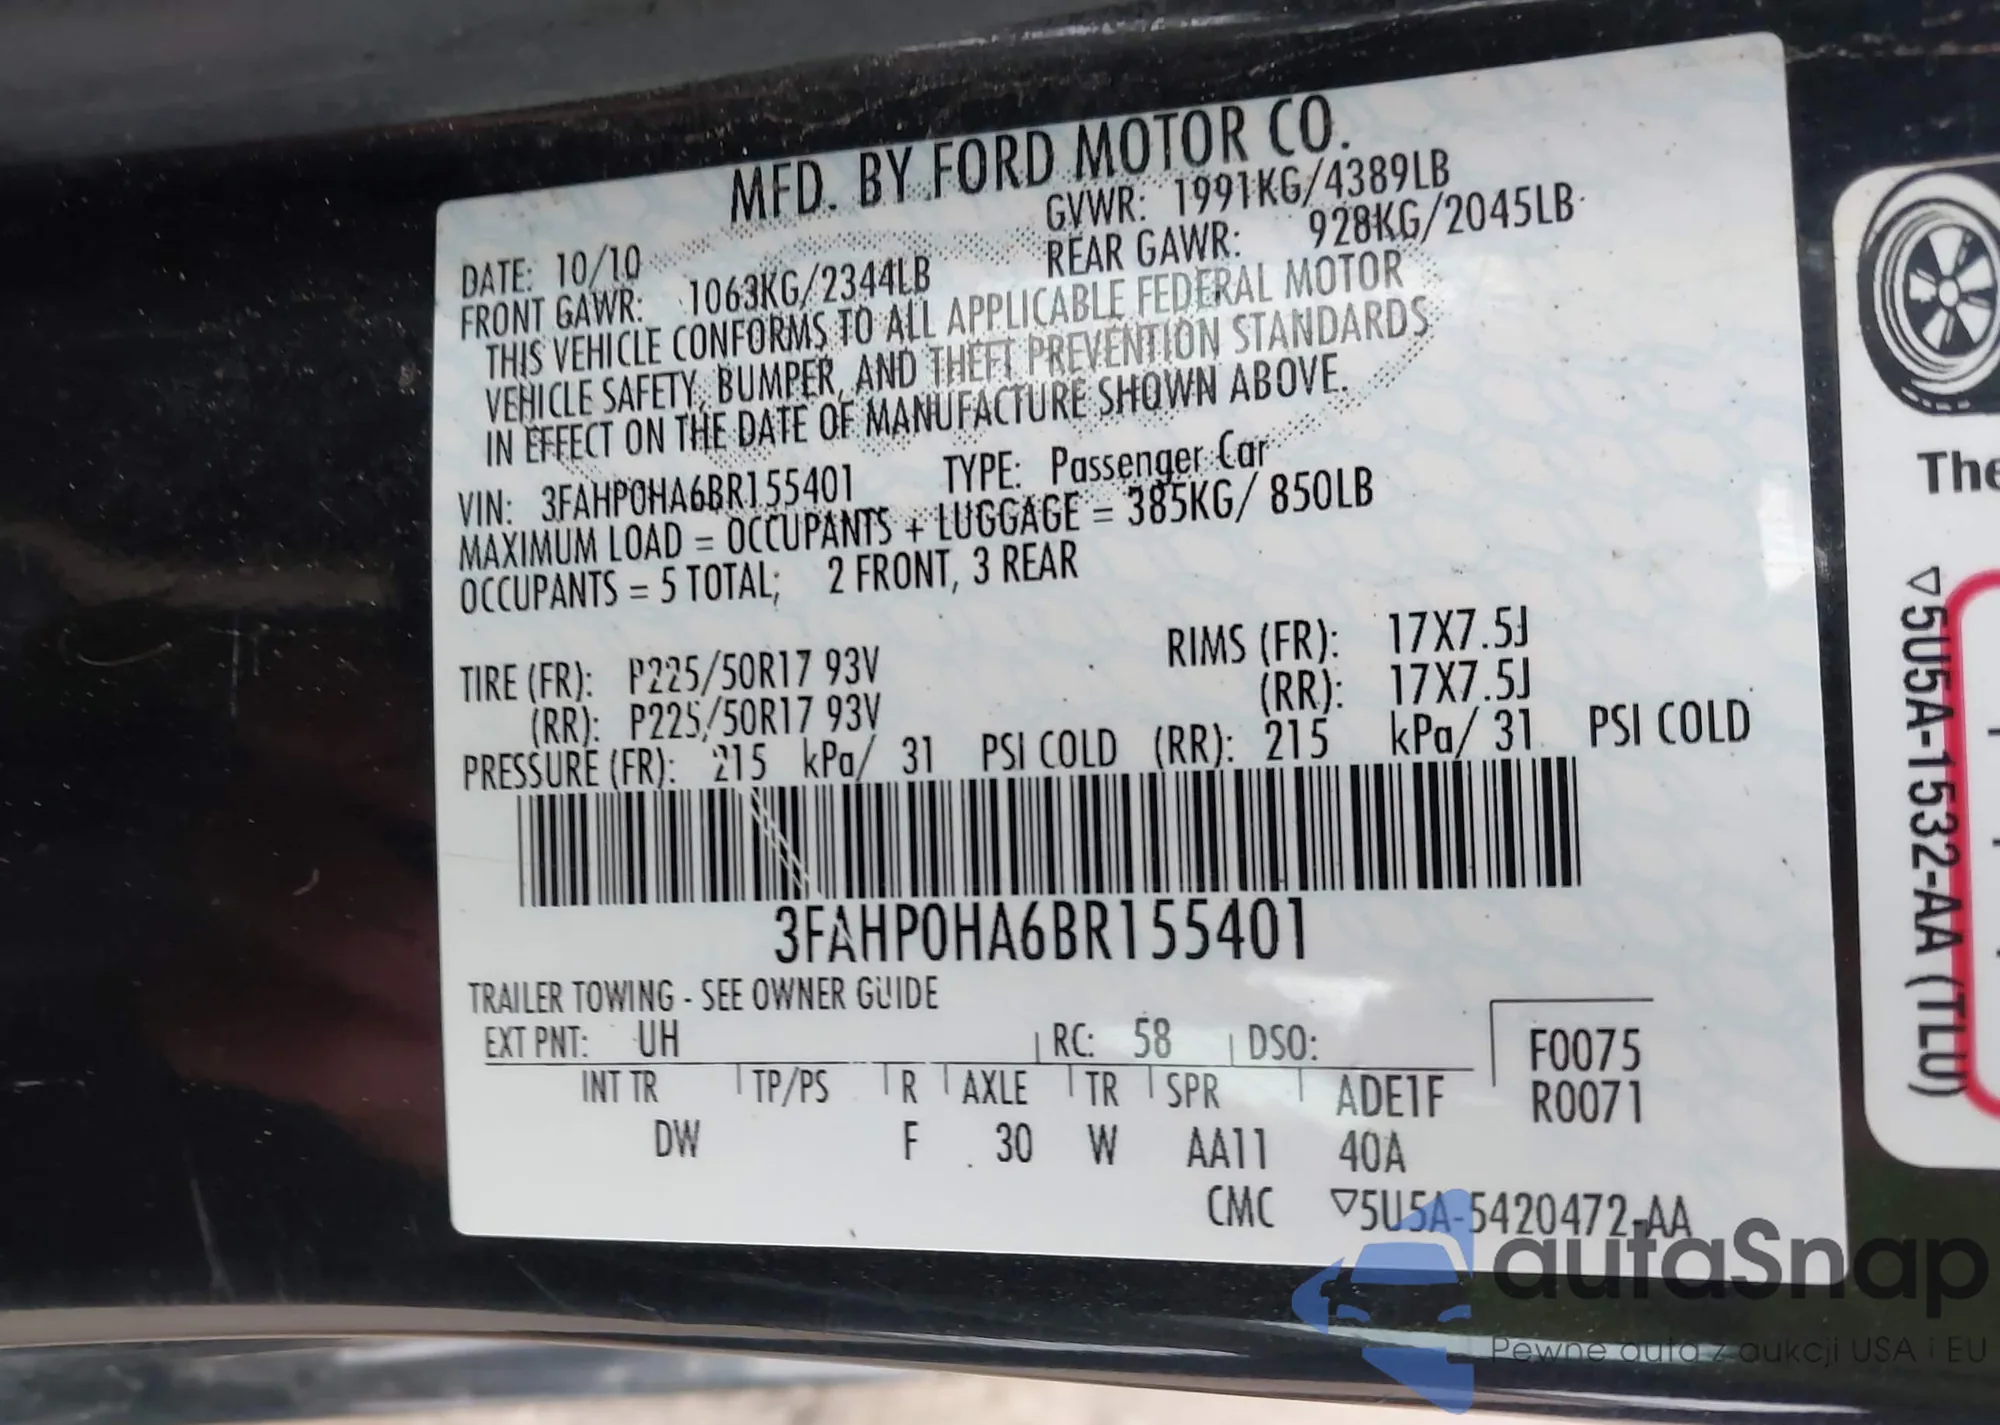 MFD. BY FORD MOTOR CO.
DATE: 10/10 GVWR: 1991KG/4389LB
FRONT GAWR: 1063KG/2344LB REAR GAWR: 928KG/2045LB
THIS VEHICLE CONFORMS TO ALL APPLICABLE FEDERAL MOTOR
VEHICLE SAFETY, BUMPER, AND THEFT PREVENTION STANDARDS
IN EFFECT ON THE DATE OF MANUFACTURE SHOWN ABOVE.
VIN: 3FAHP0HA6BR155401 TYPE: Passenger Car
MAXIMUM LOAD = OCCUPANTS + LUGGAGE = 385KG/ 850LB
OCCUPANTS = 5 TOTAL; 2 FRONT, 3 REAR
TIRE (FR): P225/50R17 93V RIMS (FR): 17X7.5J
(RR): P225/50R17 93V (RR): 17X7.5J
PRESSURE (FR): 215 kPa/ 31 PSI COLD (RR): 215 kPa/ 31 PSI COLD
3FAHP0HA6BR155401
TRAILER TOWING - SEE OWNER GUIDE
EXT PNT: UH RC: 58 DSO: F0075
INT TR TP/PS R AXLE TR SPR ADE1F R0071
DW F 30 W AA11 40A
CMC ▽5U5A-5420472-AA
The
▽5U5A-1532-AA (TLU)
autaSnap
Pewne auta z aukcji USA i EU